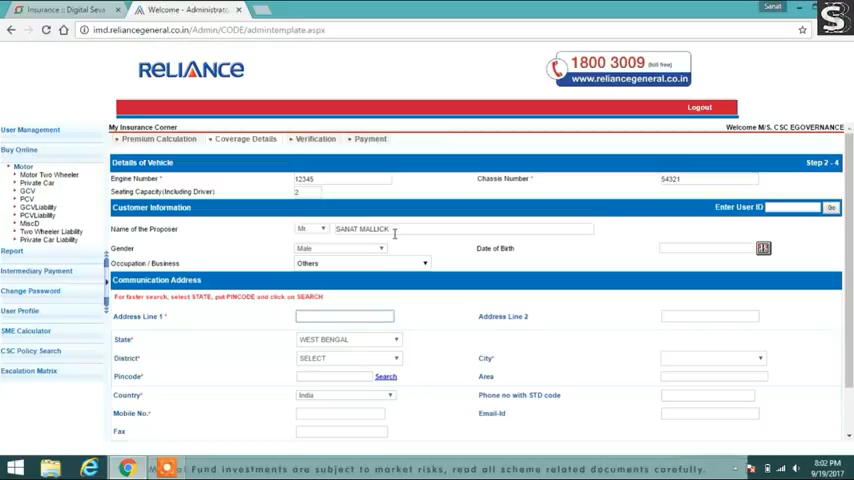 Insurance :: Digital Seva
Welcome - Administrato
Sanat
imd.reliancegeneral.co.in/Admin/CODE/admintemplate.aspx
S
RELIANCE
1800 3009 (toll free)
www.reliancegeneral.co.in
Logout
User Management
My Insurance Corner
Welcome M/S. CSC EGOVERNANCE
Premium Calculation
Coverage Details
Verification
Payment
Buy Online
Motor
Motor Two Wheeler
Private Car
GCV
PCV
GCVLiability
PCVLiability
MiscD
Two Wheeler Liability
Private Car Liability
Report
Intermediary Payment
Change Password
User Profile
SME Calculator
CSC Policy Search
Escalation Matrix
Details of Vehicle
Step 2 - 4
Engine Number *
12345
Chassis Number *
54321
Seating Capacity(Including Driver)
2
Customer Information
Enter User ID
Go
Name of the Proposer
Mr.
SANAT MALLICK
Gender
Male
Date of Birth
Occupation / Business
Others
Communication Address
For faster search, select STATE, put PINCODE and click on SEARCH
Address Line 1 *
Address Line 2
State*
WEST BENGAL
District*
SELECT
City*
Pincode*
Search
Area
Country*
India
Phone no with STD code
Mobile No.*
Email-Id
Fax
Fund investments are subject to market risks, read all scheme related documents carefully.
8:02 PM
9/19/2017